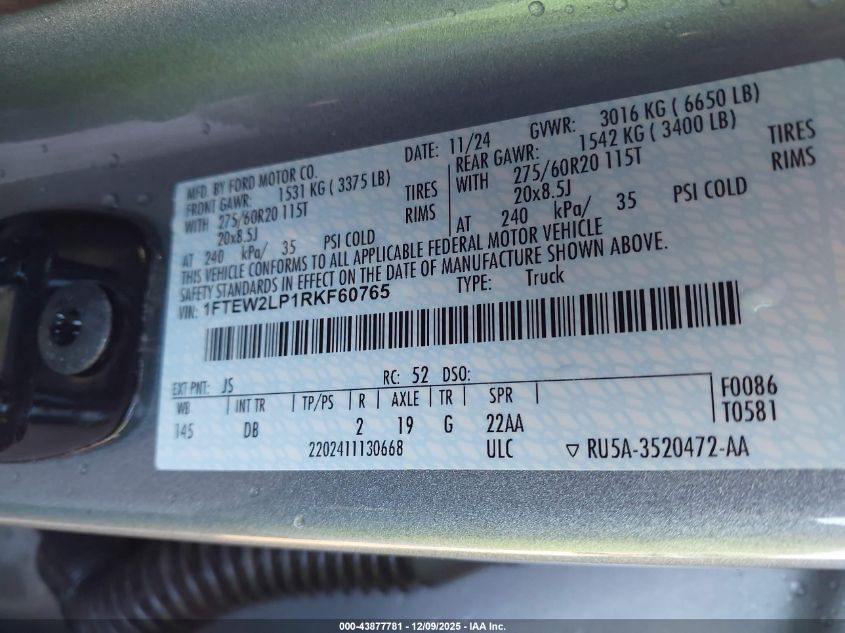 MFD. BY FORD MOTOR CO.
DATE: 11/24 GVWR: 3016 KG ( 6650 LB)
FRONT GAWR: 1531 KG ( 3375 LB)
REAR GAWR: 1542 KG ( 3400 LB)
WITH 275/60R20 115T TIRES
WITH 275/60R20 115T TIRES
20x8.5J RIMS
20x8.5J RIMS
AT 240 kPa/ 35 PSI COLD
AT 240 kPa/ 35 PSI COLD
THIS VEHICLE CONFORMS TO ALL APPLICABLE FEDERAL MOTOR VEHICLE
SAFETY STANDARDS IN EFFECT ON THE DATE OF MANUFACTURE SHOWN ABOVE.
VIN: 1FTEW2LP1RKF60765 TYPE: Truck
EXT PNT: JS RC: 52 DSO:
WB INT TR TP/PS R AXLE TR SPR F0086
145 DB 2 19 G 22AA T0581
2202411130668 ULC ▽ RU5A-3520472-AA
000-43877781 - 12/09/2025 - IAA Inc.